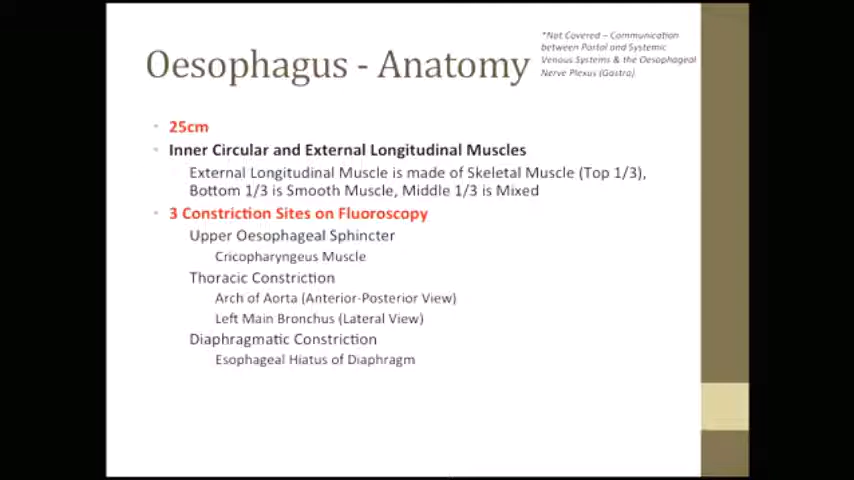 Oesophagus - Anatomy
*Not Covered – Communication
between Portal and Systemic
Venous Systems & the Oesophageal
Nerve Plexus (Gastro)
25cm
Inner Circular and External Longitudinal Muscles
External Longitudinal Muscle is made of Skeletal Muscle (Top 1/3),
Bottom 1/3 is Smooth Muscle, Middle 1/3 is Mixed
3 Constriction Sites on Fluoroscopy
Upper Oesophageal Sphincter
Cricopharyngeus Muscle
Thoracic Constriction
Arch of Aorta (Anterior-Posterior View)
Left Main Bronchus (Lateral View)
Diaphragmatic Constriction
Esophageal Hiatus of Diaphragm